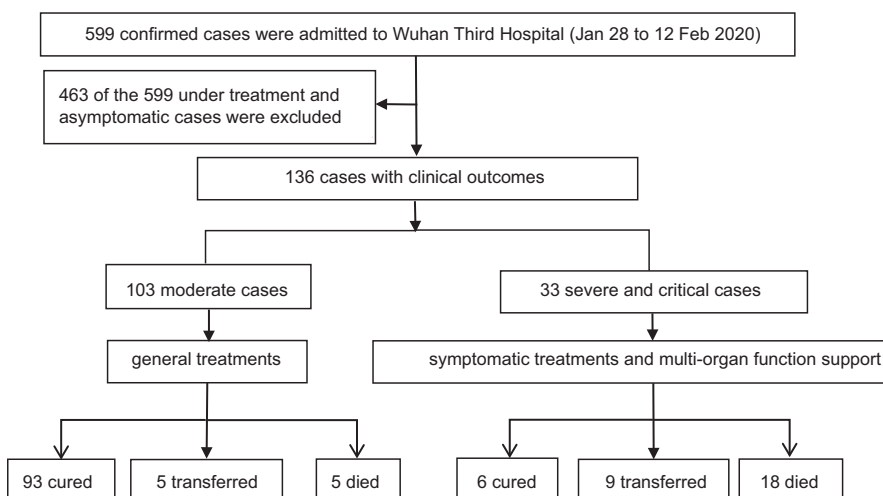 599 confirmed cases were admitted to Wuhan Third Hospital (Jan 28 to 12 Feb 2020)
463 of the 599 under treatment and
asymptomatic cases were excluded
136 cases with clinical outcomes
103 moderate cases
33 severe and critical cases
general treatments
symptomatic treatments and multi-organ function support
93 cured
5 transferred
5 died
6 cured
9 transferred
18 died